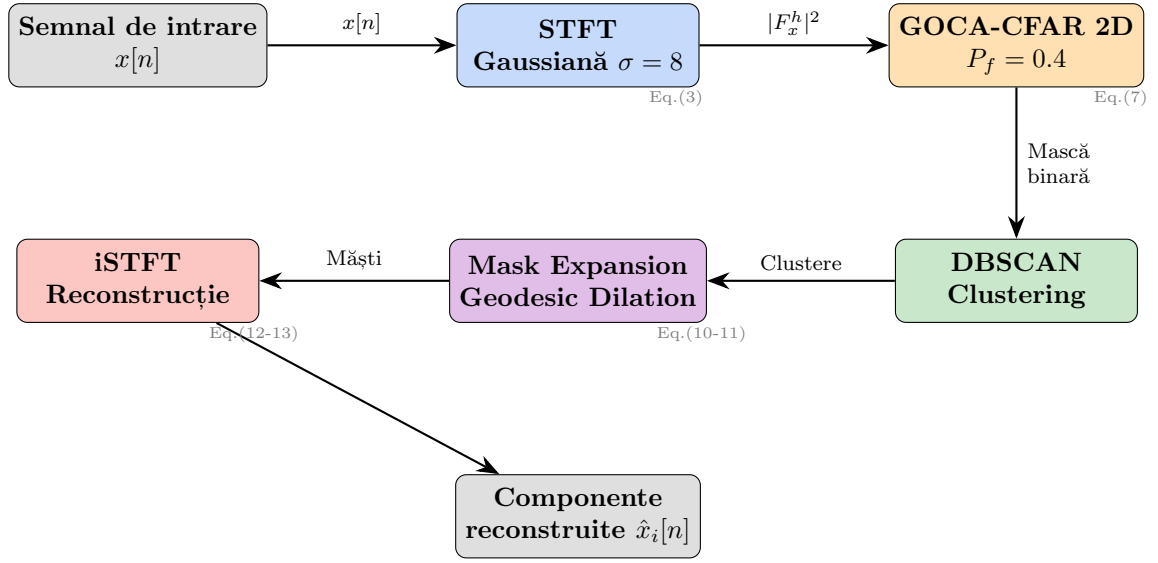 Semnal de intrare
x[n]
x[n]
STFT
Gaussiană σ = 8
Eq.(3)
|F_x^h|^2
GOCA-CFAR 2D
P_f = 0.4
Eq.(7)
Mască
binară
DBSCAN
Clustering
Clustere
Mask Expansion
Geodesic Dilation
Eq.(10-11)
Măști
iSTFT
Reconstrucție
Eq.(12-13)
Componente
reconstruite x̂_i[n]